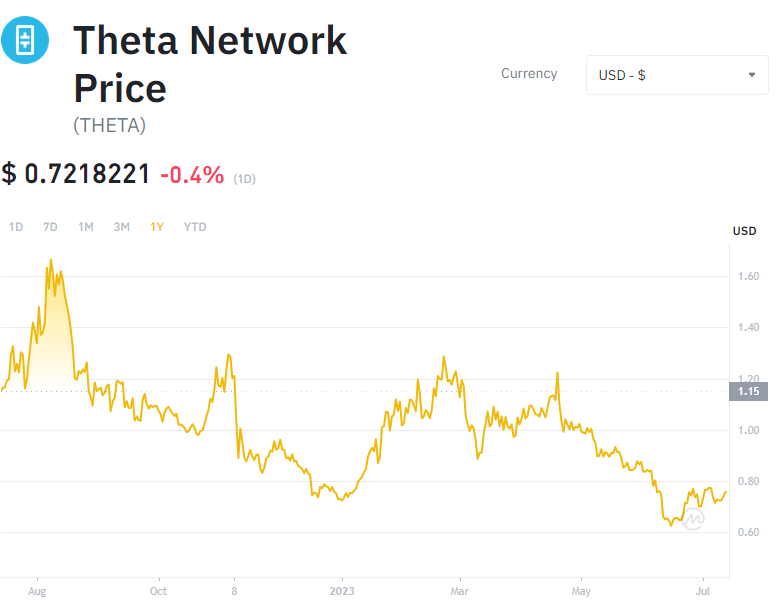 Theta Network
Price
(THETA)
Currency
USD - $
$ 0.7218221 -0.4% (1D)
1D 7D 1M 3M 1Y YTD
USD
1.60
1.40
1.20
1.15
1.00
0.80
0.60
Aug Oct 8 2023 Mar May Jul